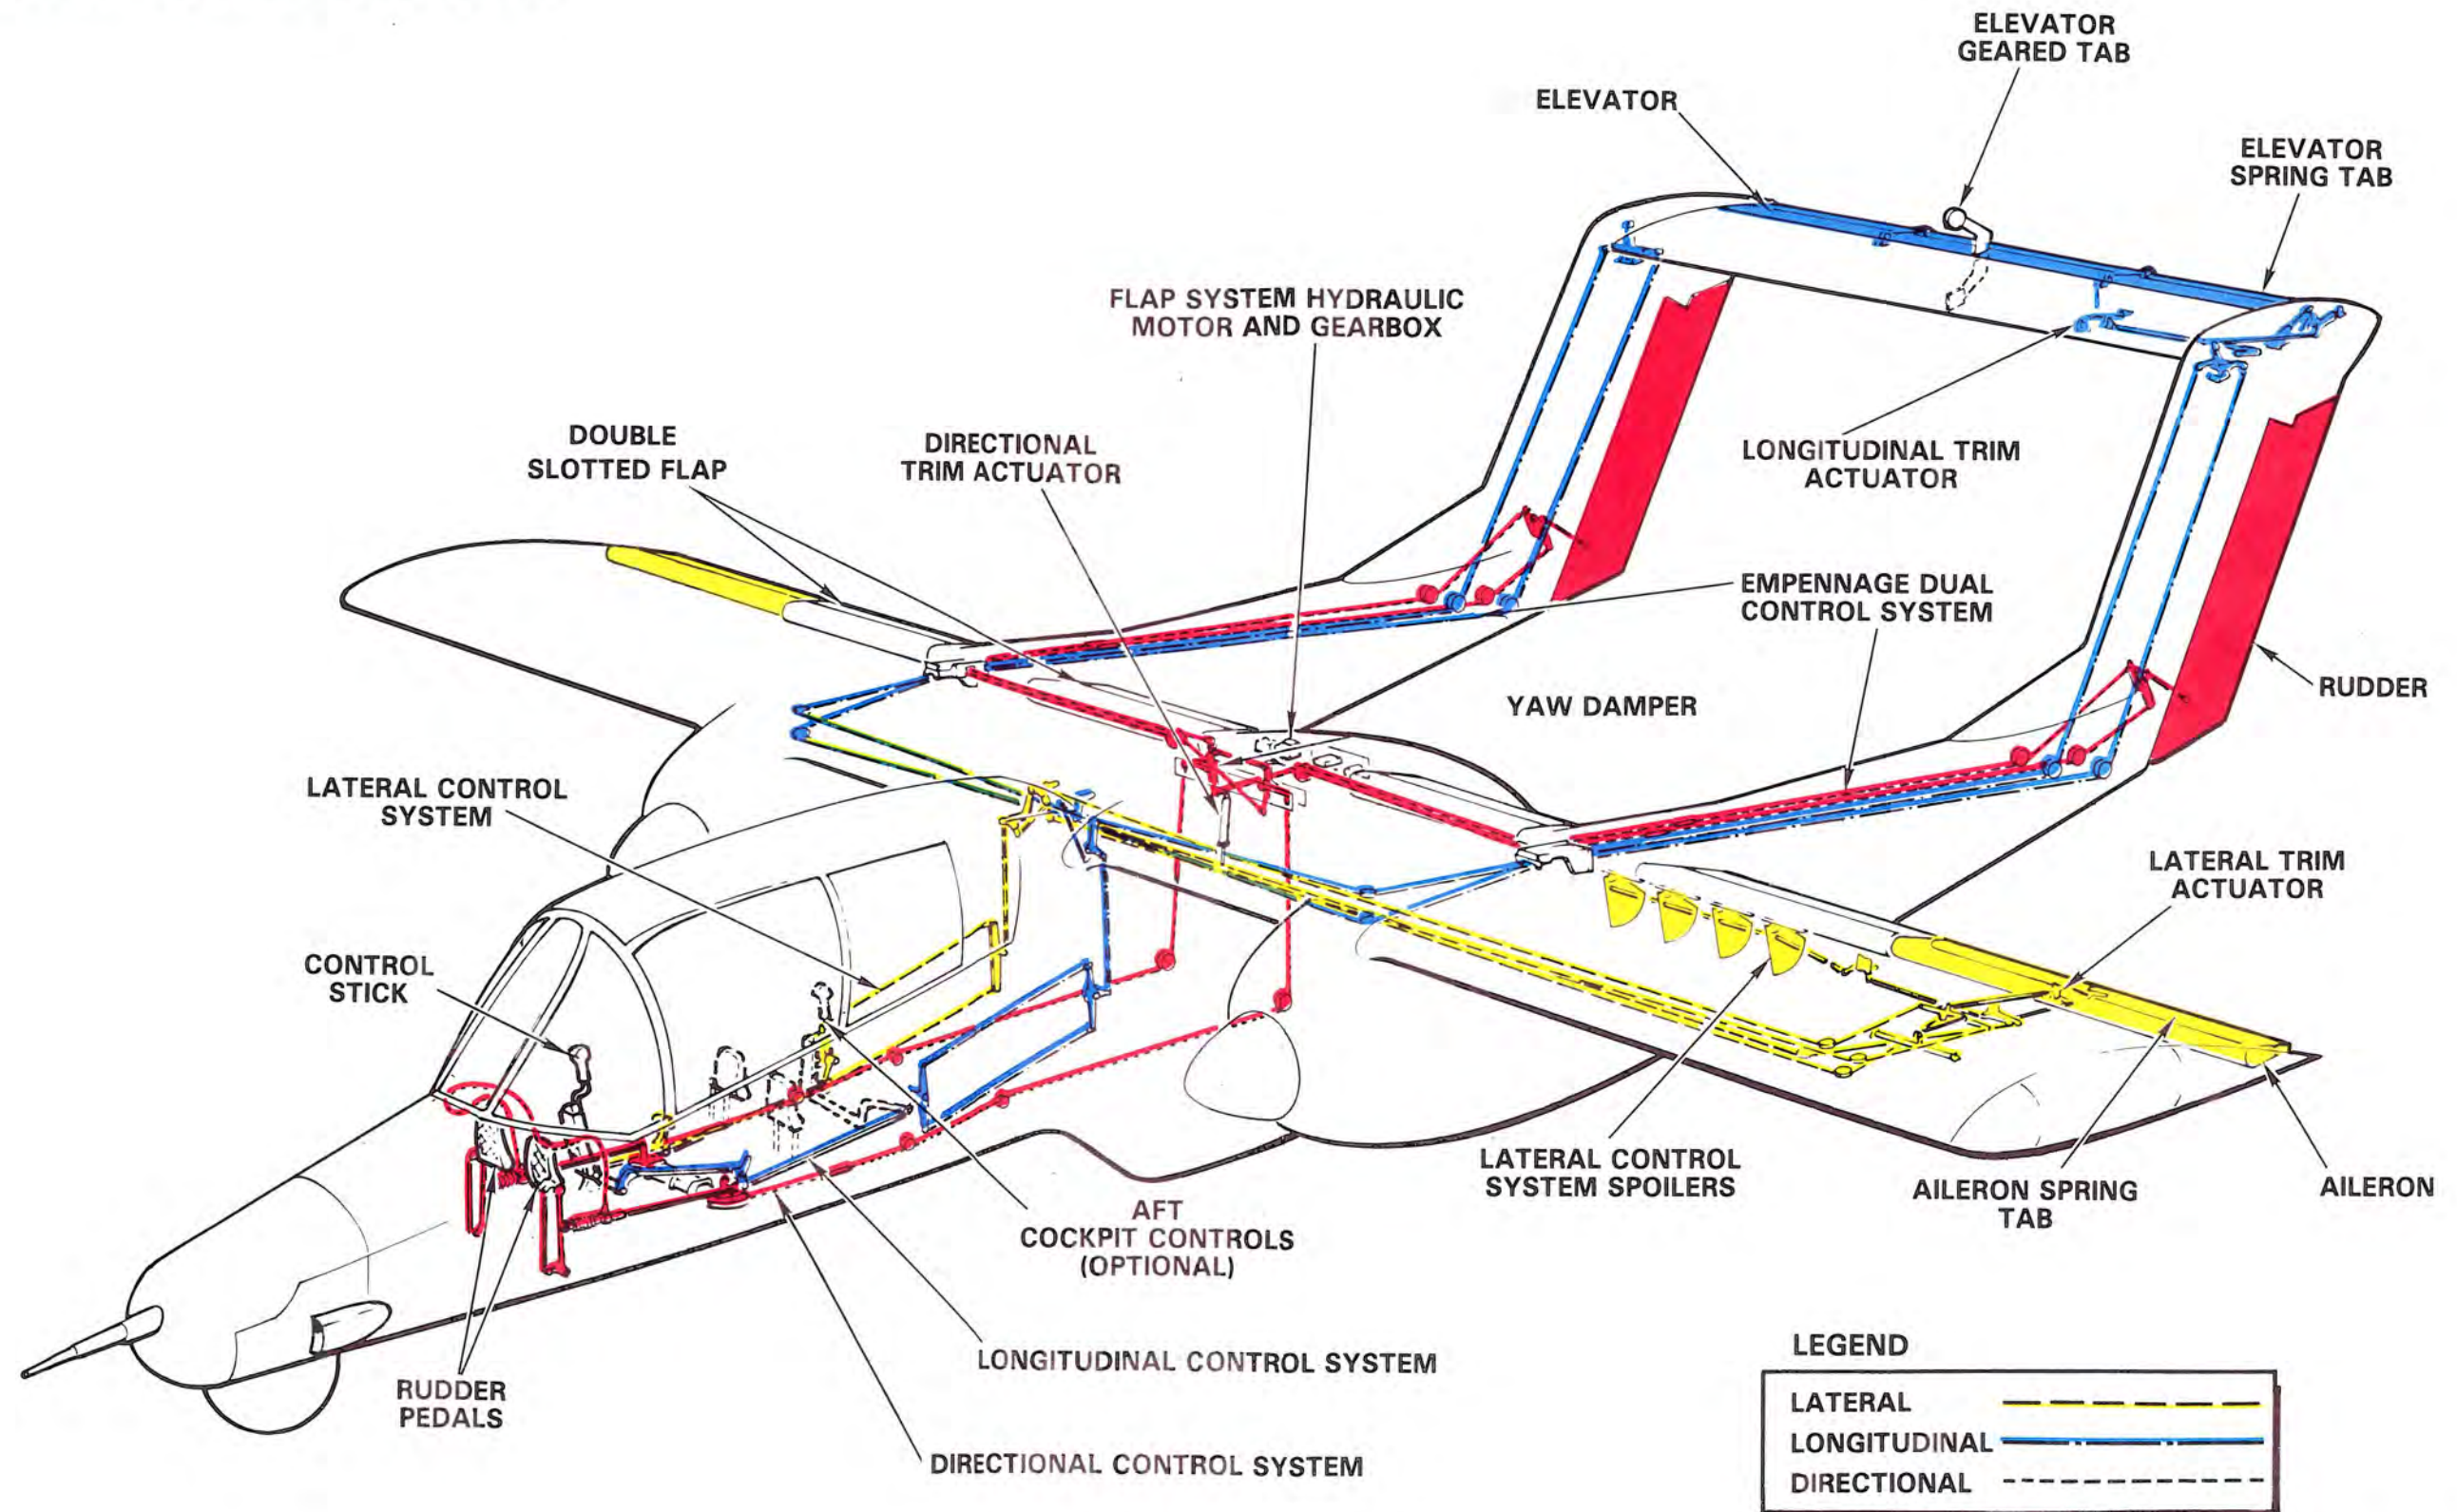 ELEVATOR
GEARED TAB
ELEVATOR
ELEVATOR
SPRING TAB
FLAP SYSTEM HYDRAULIC
MOTOR AND GEARBOX
DOUBLE
SLOTTED FLAP
DIRECTIONAL
TRIM ACTUATOR
LONGITUDINAL TRIM
ACTUATOR
EMPENNAGE DUAL
CONTROL SYSTEM
RUDDER
YAW DAMPER
LATERAL CONTROL
SYSTEM
LATERAL TRIM
ACTUATOR
CONTROL
STICK
LATERAL CONTROL
SYSTEM SPOILERS
AILERON SPRING
TAB
AILERON
AFT
COCKPIT CONTROLS
(OPTIONAL)
LONGITUDINAL CONTROL SYSTEM
RUDDER
PEDALS
DIRECTIONAL CONTROL SYSTEM
LEGEND
LATERAL
LONGITUDINAL
DIRECTIONAL